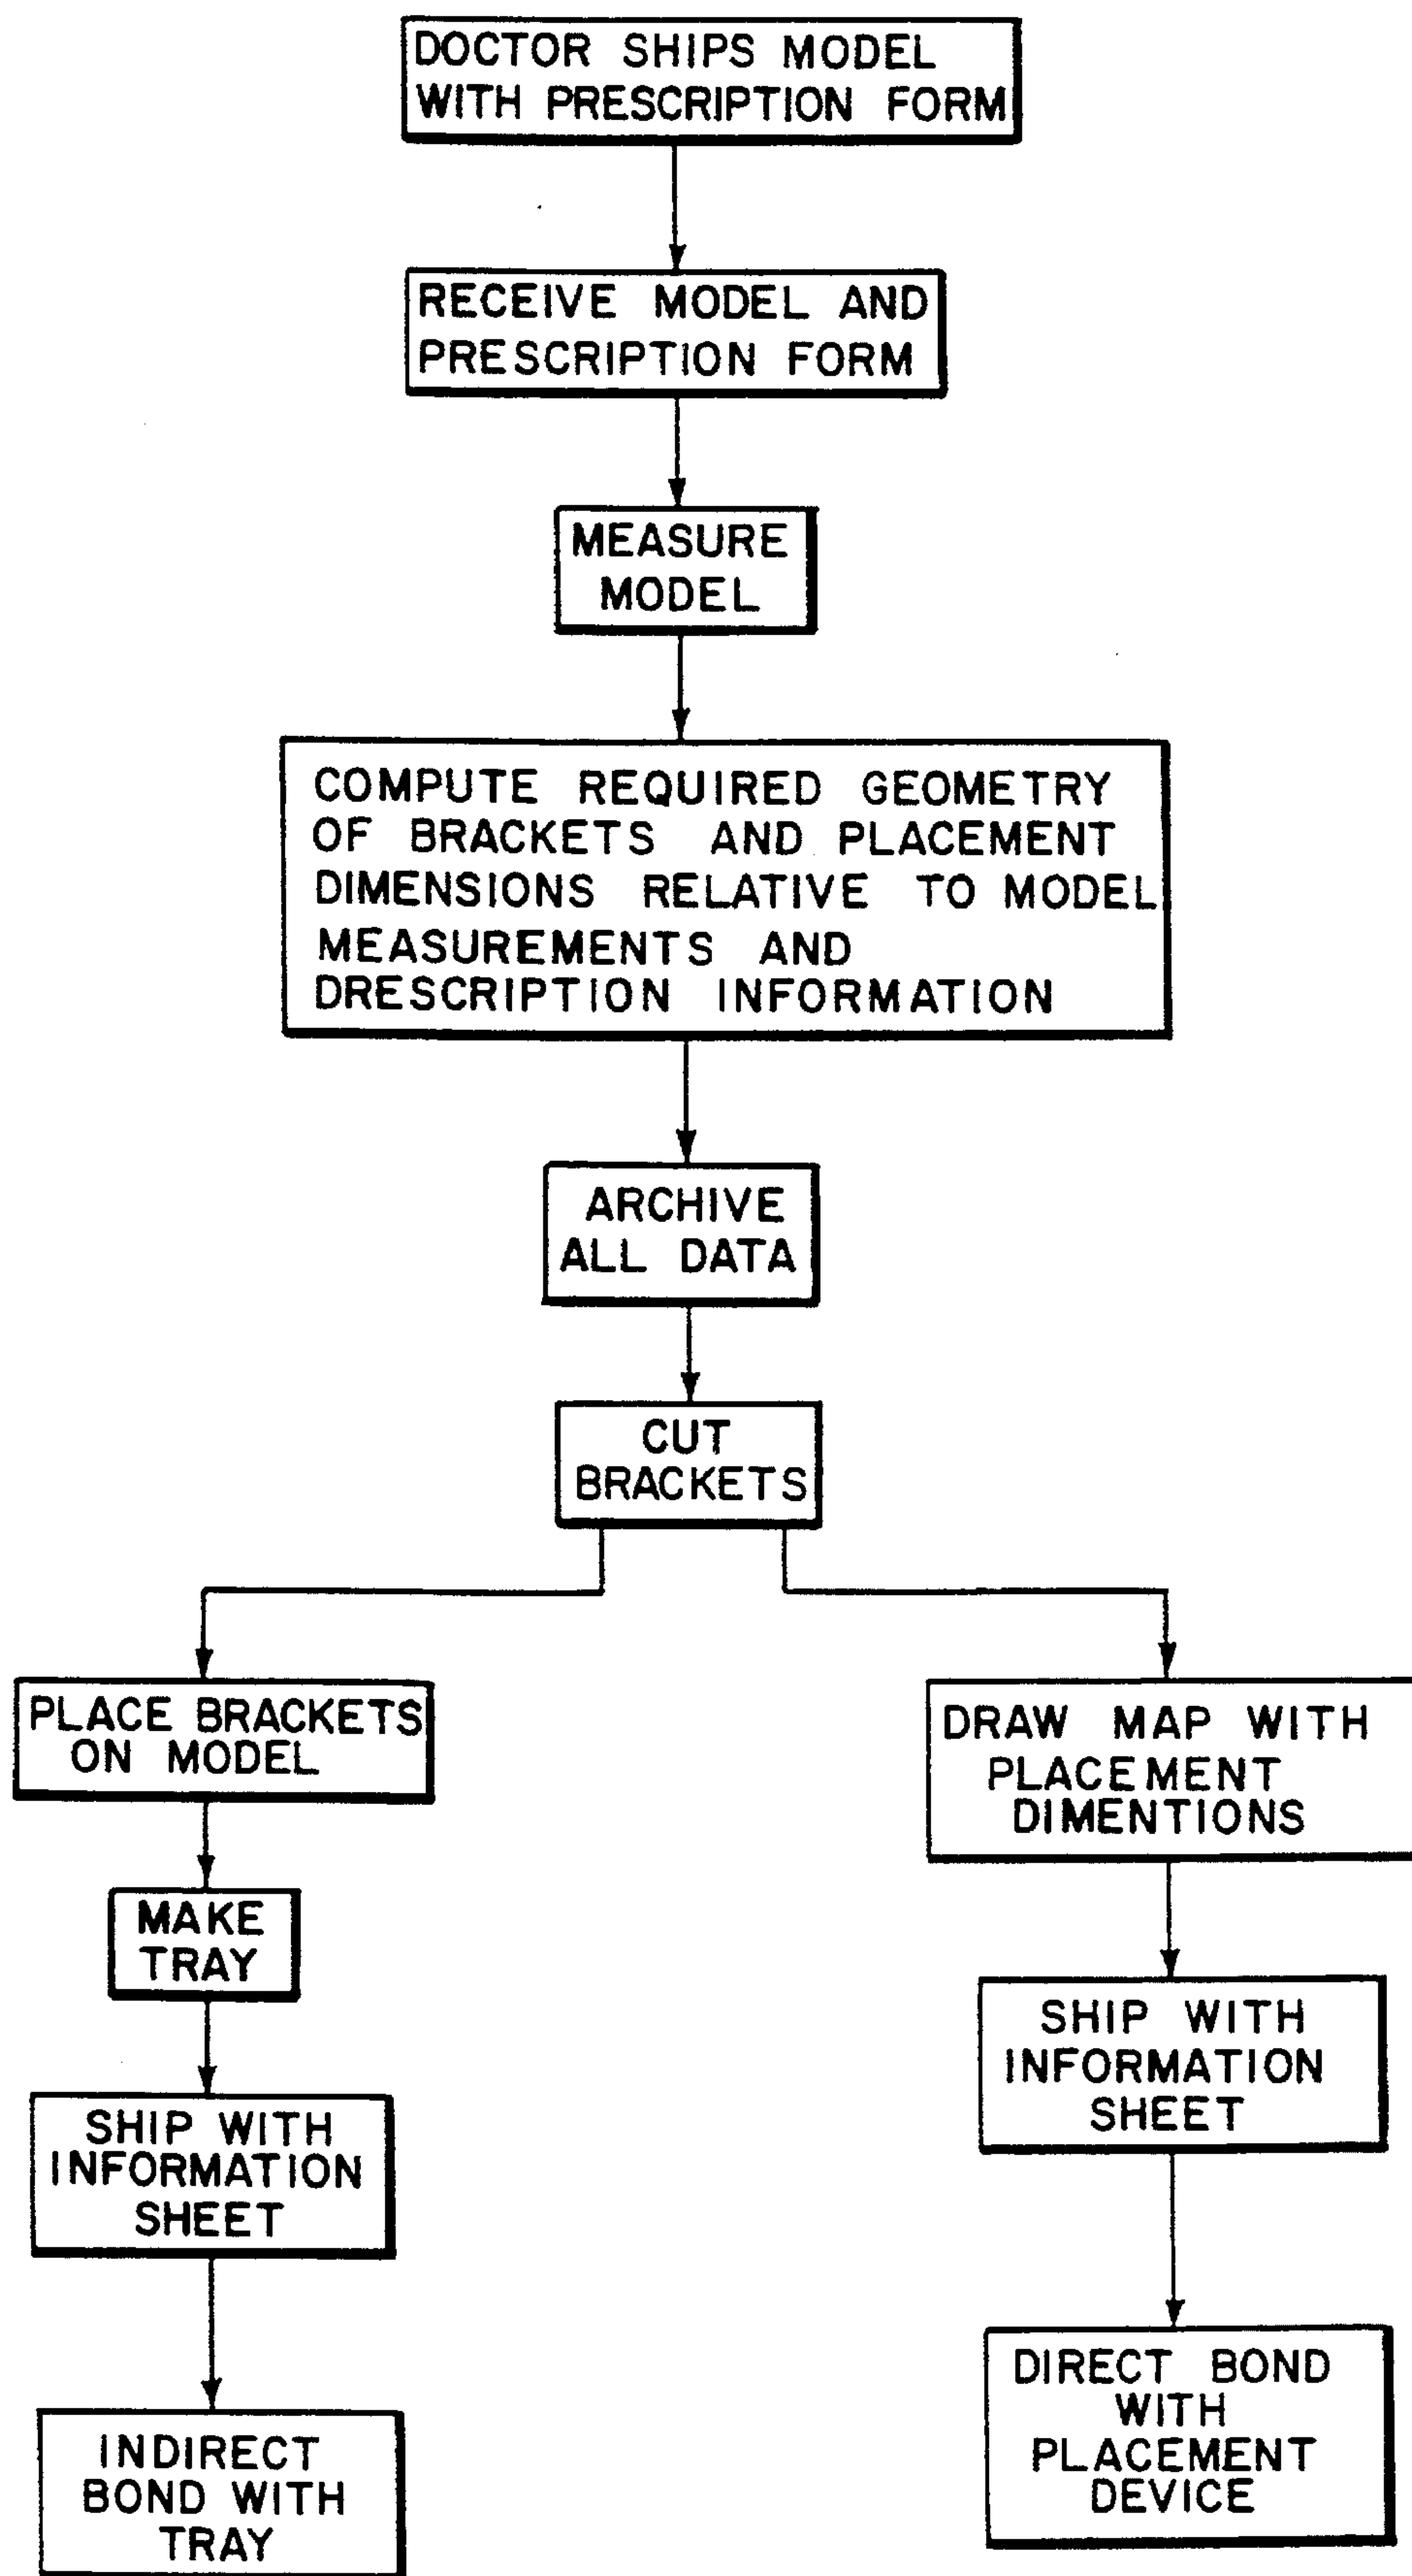 DOCTOR SHIPS MODEL
WITH PRESCRIPTION FORM
RECEIVE MODEL AND
PRESCRIPTION FORM
MEASURE
MODEL
COMPUTE REQUIRED GEOMETRY
OF BRACKETS AND PLACEMENT
DIMENSIONS RELATIVE TO MODEL
MEASUREMENTS AND
DRESCRIPTION INFORMATION
ARCHIVE
ALL DATA
CUT
BRACKETS
PLACE BRACKETS
ON MODEL
MAKE
TRAY
SHIP WITH
INFORMATION
SHEET
INDIRECT
BOND WITH
TRAY
DRAW MAP WITH
PLACEMENT
DIMENTIONS
SHIP WITH
INFORMATION
SHEET
DIRECT BOND
WITH
PLACEMENT
DEVICE